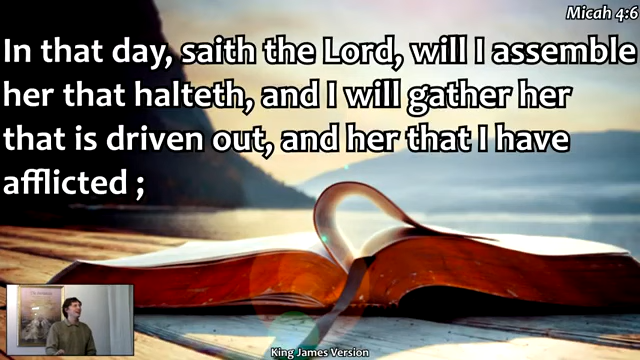 Micah 4:6
In that day, saith the Lord, will I assemble
her that halteth, and I will gather her
that is driven out, and her that I have
afflicted ;
King James Version